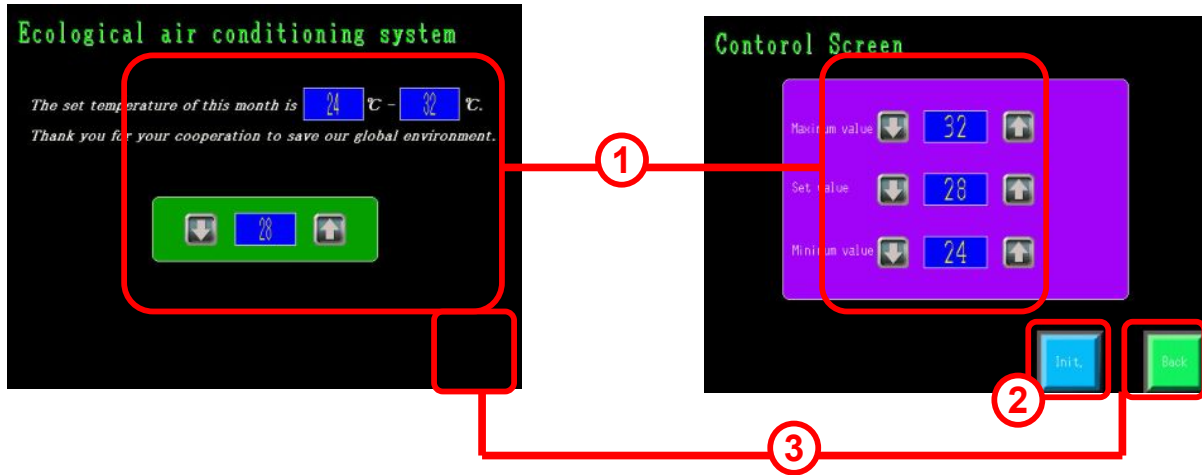 Ecological air conditioning system
The set temperature of this month is 24 ℃ - 32 ℃.
Thank you for your cooperation to save our global environment.
28
Contorol Screen
Maximum value 32
Set value 28
Minimum value 24
Init.
Back
1
2
3